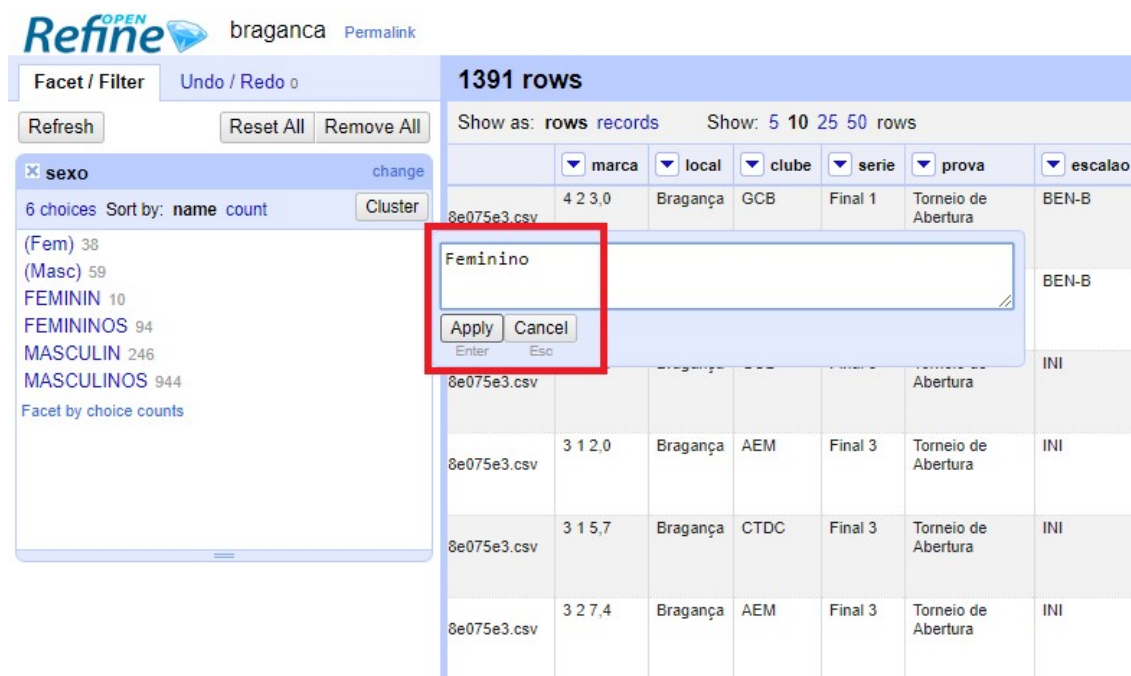 OPEN
Refine braganca Permalink
Facet / Filter Undo / Redo 0
1391 rows
Refresh Reset All Remove All
Show as: rows records Show: 5 10 25 50 rows
sexo change
6 choices Sort by: name count Cluster
(Fem) 38
(Masc) 59
FEMININ 10
FEMININOS 94
MASCULIN 246
MASCULINOS 944
Facet by choice counts
marca local clube serie prova escalao
8e075e3.csv 4 2 3,0 Bragança GCB Final 1 Torneio de Abertura BEN-B
Feminino
Apply Cancel
Enter Esc
BEN-B
8e075e3.csv Abertura INI
8e075e3.csv 3 1 2,0 Bragança AEM Final 3 Torneio de Abertura INI
8e075e3.csv 3 1 5,7 Bragança CTDC Final 3 Torneio de Abertura INI
8e075e3.csv 3 2 7,4 Bragança AEM Final 3 Torneio de Abertura INI